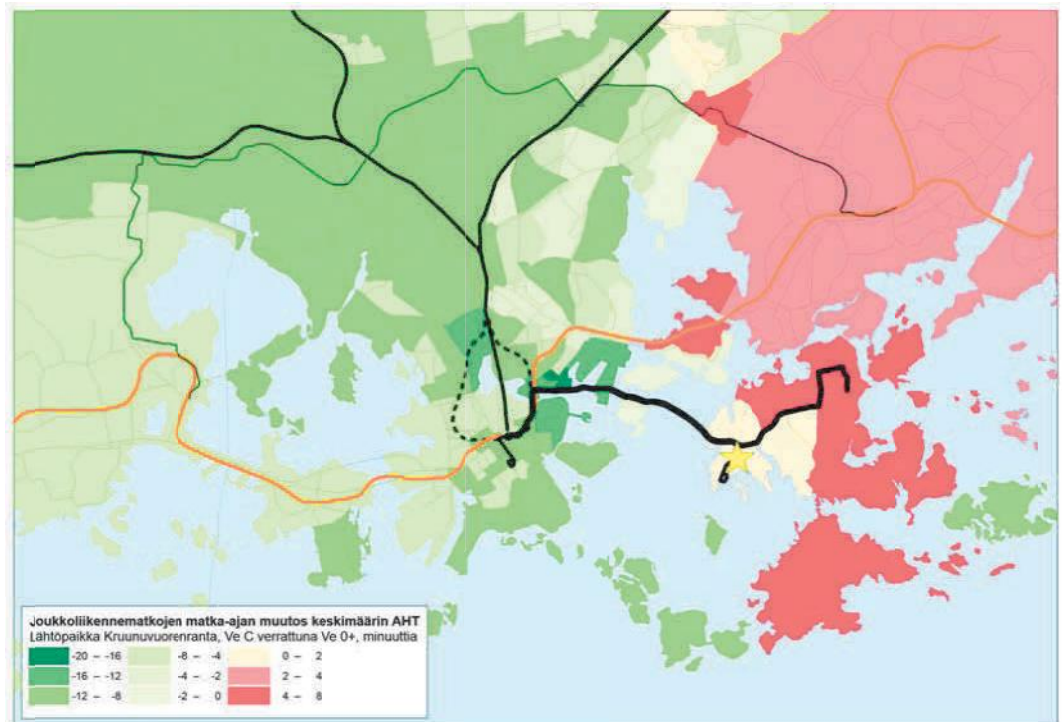 Joukkoliikennematkojen matka-ajan muutos keskimäärin AHT
Lähtöpaikka Kruunuvuorenranta, Ve C verrattuna Ve 0+, minuuttia
-20 – -16 -8 – -4 0 – 2
-16 – -12 -4 – -2 2 – 4
-12 – -8 -2 – 0 4 – 8